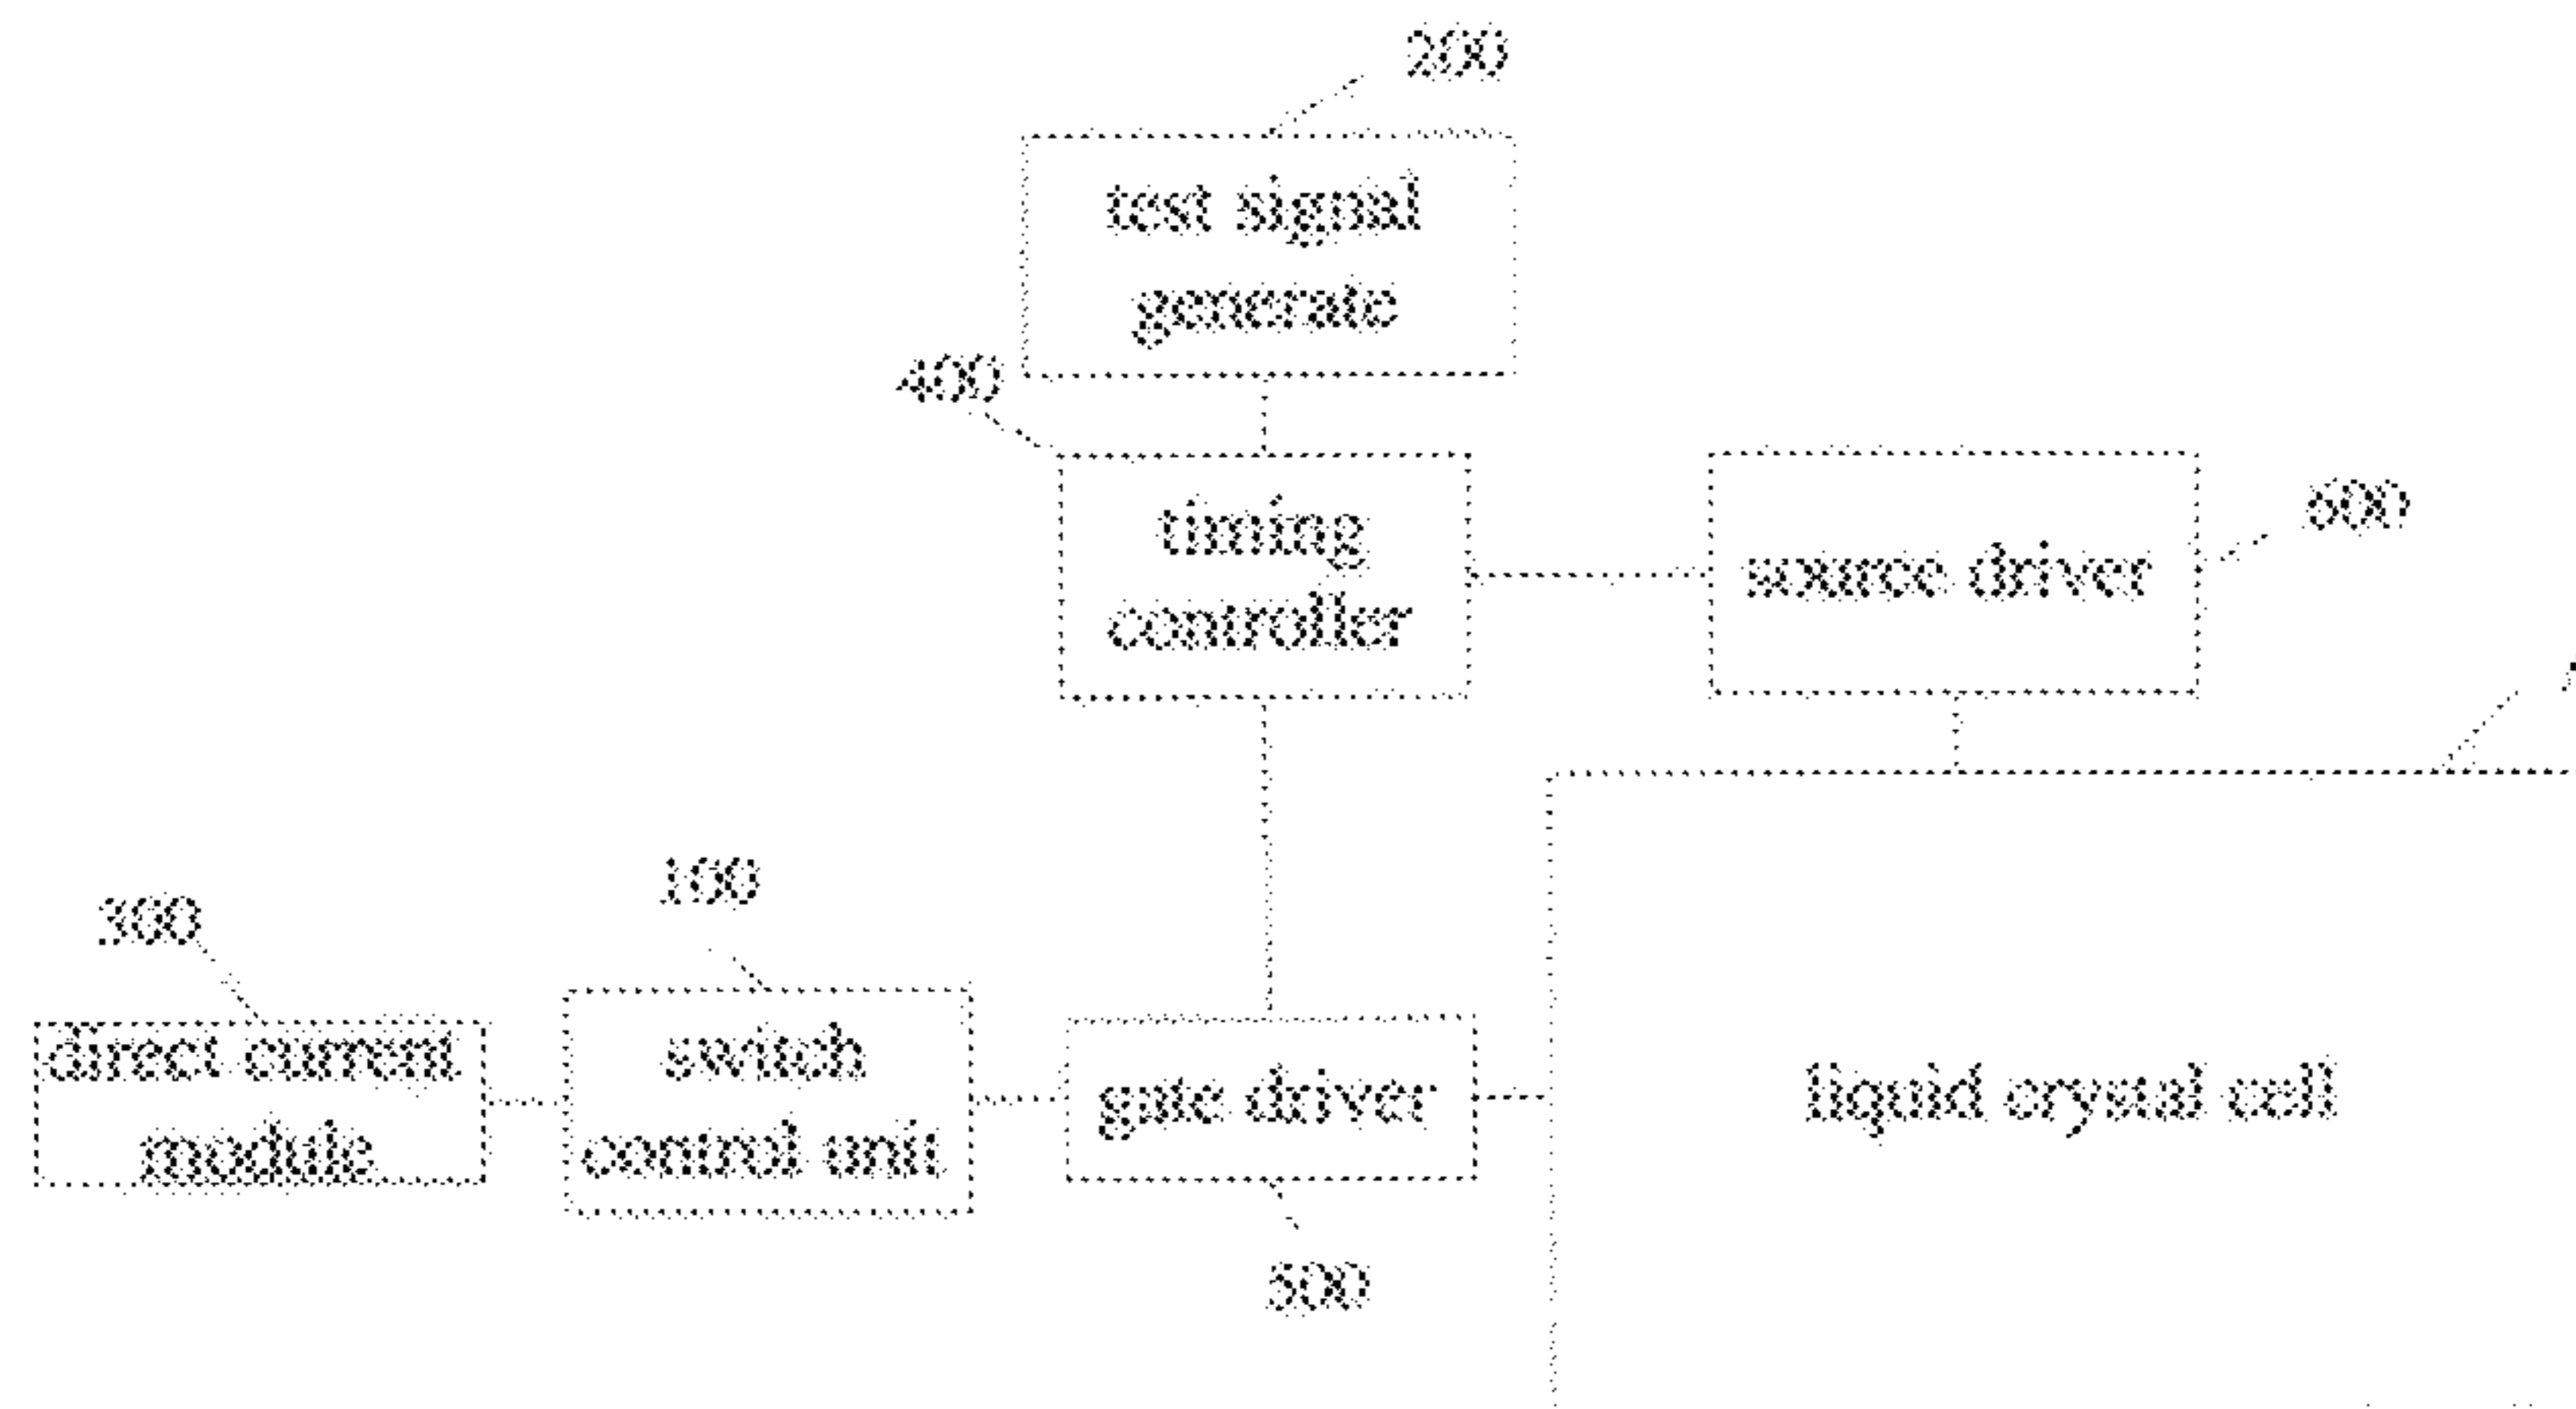 200
test signal
generate
400
timing
controller
source driver
600
300
100
direct current
module
switch
control unit
gate driver
liquid crystal cell
500